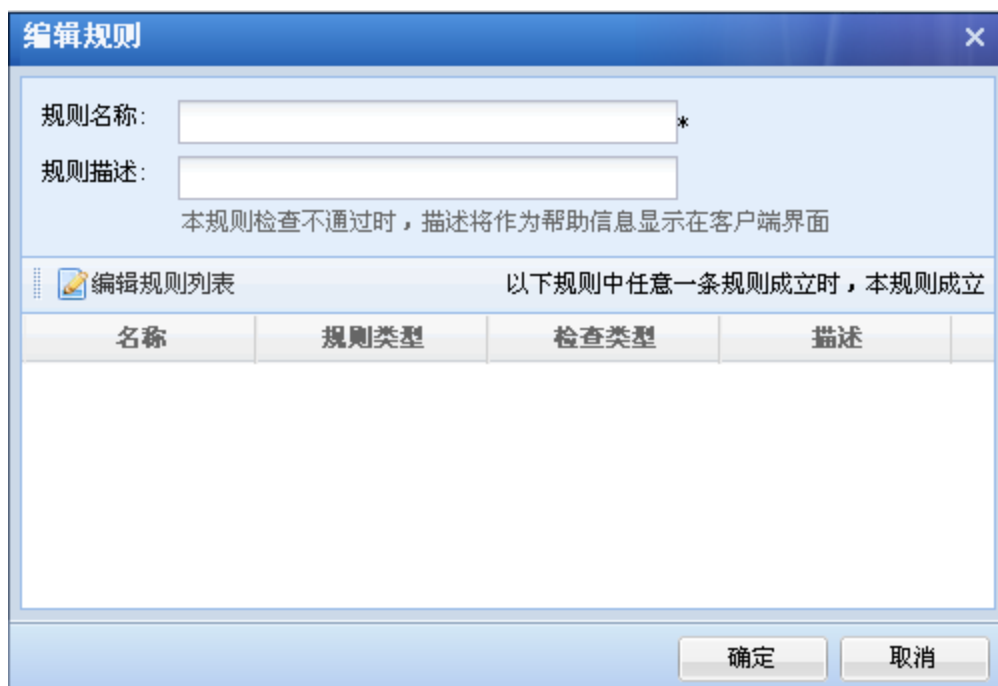 编辑规则
规则名称: *
规则描述:
本规则检查不通过时，描述将作为帮助信息显示在客户端界面
编辑规则列表 以下规则中任意一条规则成立时，本规则成立
名称 规则类型 检查类型 描述
确定 取消